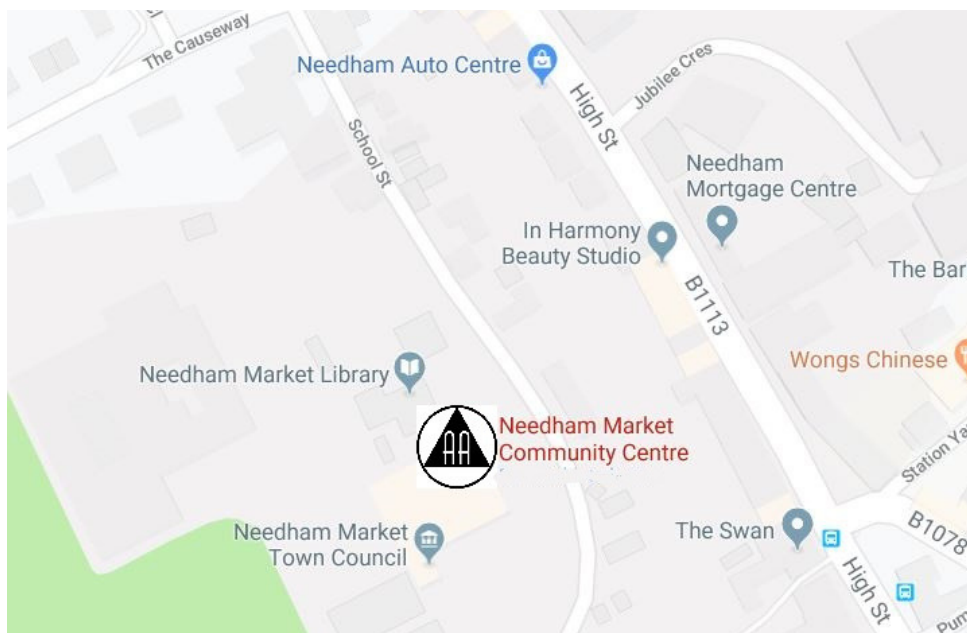 The Causeway
Needham Auto Centre
High St
Jubilee Cres
School St
Needham
Mortgage Centre
In Harmony
Beauty Studio
B1113
The Bar
Wongs Chinese
Needham Market Library
AA
Needham Market
Community Centre
Station Ya
Needham Market
Town Council
The Swan
B1078
High St
Pum